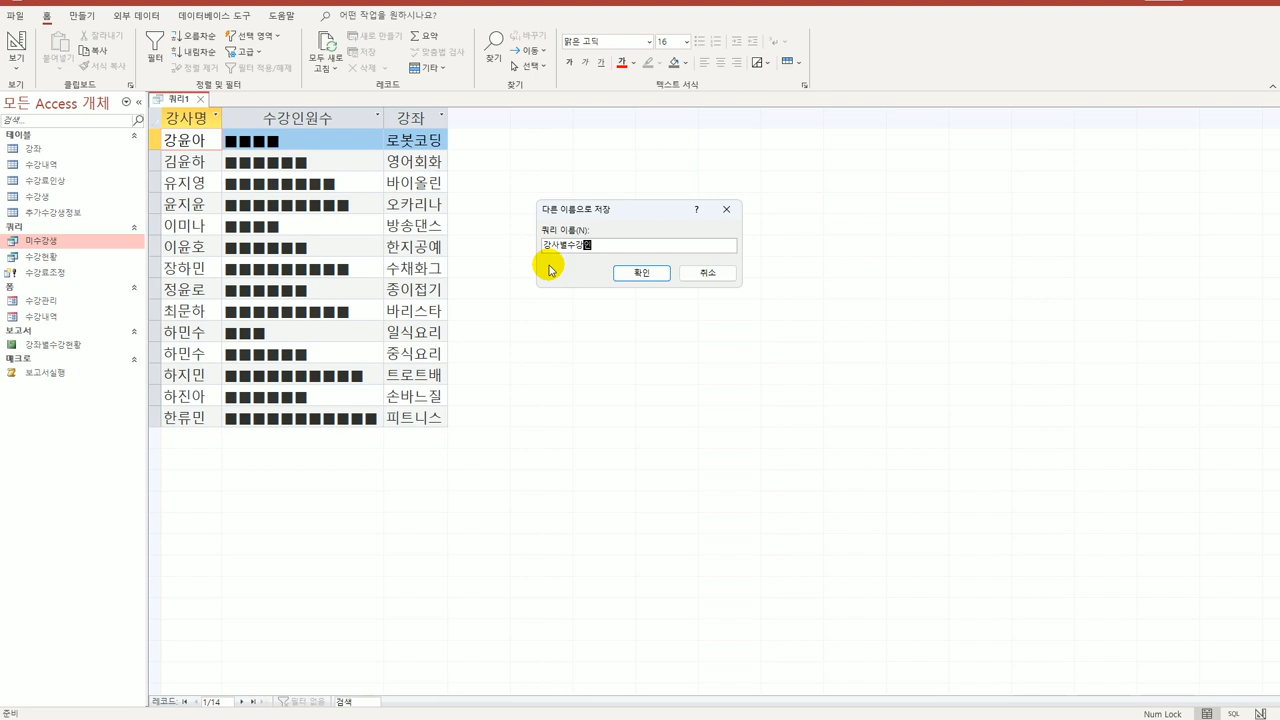 파일 홈 만들기 외부 데이터 데이터베이스 도구 도움말 어떤 작업을 원하시나요?
보기 붙여넣기 잘라내기 복사 서식 복사
필터 오름차순 내림차순 정렬 제거 선택 영역 고급 필터 적용/해제
모두 새로 고침 새로 만들기 저장 삭제 요약 맞춤법 검사 기타
찾기 바꾸기 이동 선택
맑은 고딕 16
가 가 가 가
보기 클립보드 정렬 및 필터 레코드 찾기 텍스트 서식
모든 Access 개체
검색...
테이블
강좌
수강내역
수강료인상
수강생
추가수강생정보
쿼리
미수강생
수강현황
수강료조정
폼
수강관리
수강내역
보고서
강좌별수강현황
매크로
보고서실행
쿼리1
강사명 수강인원수 강좌
강윤아 ■■■■ 로봇코딩
김윤하 ■■■■■■ 영어회화
유지영 ■■■■■■■■ 바이올린
윤지윤 ■■■■■■■■■ 오카리나
이미나 ■■■■ 방송댄스
이윤호 ■■■■■■ 한지공예
장하민 ■■■■■■■■■ 수채화그
정윤로 ■■■■■■ 종이접기
최문하 ■■■■■■■■■ 바리스타
하민수 ■■■ 일식요리
하민수 ■■■■■■ 중식요리
하지민 ■■■■■■■■■■ 트로트배
하진아 ■■■■■■ 손바느질
한류민 ■■■■■■■■■■■ 피트니스
다른 이름으로 저장 ?
쿼리 이름(N):
강사별수강인
확인 취소
레코드: 1/14 필터 없음 검색
준비 Num Lock SQL